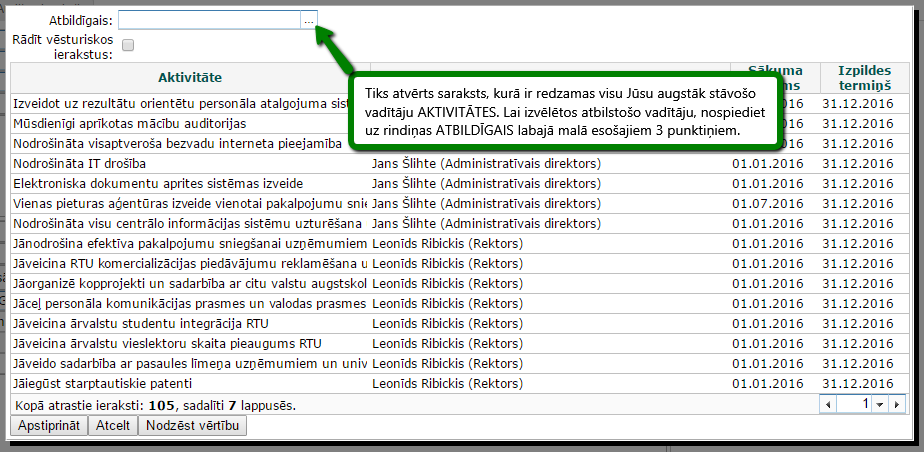 Atbildīgais: ...
Rādīt vēsturiskos
ierakstus:
Aktivitāte
Sākuma
Izpildes
termiņš
Tiks atvērts saraksts, kurā ir redzamas visu Jūsu augstāk stāvošo
vadītāju AKTIVITĀTES. Lai izvēlētos atbilstošo vadītāju, nospiediet
uz rindiņas ATBILDĪGAIS labajā malā esošajiem 3 punktiņiem.
Izveidot uz rezultātu orientētu personāla atalgojuma sis 31.12.2016
Mūsdienīgi aprīkotas mācību auditorijas 31.12.2016
Nodrošināta visaptveroša bezvadu interneta pieejamība 31.12.2016
Nodrošināta IT drošība Jans Šlihte (Administratīvais direktors) 01.01.2016 31.12.2016
Elektroniska dokumentu aprites sistēmas izveide Jans Šlihte (Administratīvais direktors) 01.01.2016 31.12.2016
Vienas pieturas aģentūras izveide vienotai pakalpojumu snie Jans Šlihte (Administratīvais direktors) 01.07.2016 31.12.2016
Nodrošināta visu centrālo informācijas sistēmu uzturēšana Jans Šlihte (Administratīvais direktors) 01.01.2016 31.12.2016
Jānodrošina efektīva pakalpojumu sniegšanai uzņēmumiem Leonīds Ribickis (Rektors) 01.01.2016 31.12.2016
Jāveicina RTU komercializācijas piedāvājumu reklamēšana u Leonīds Ribickis (Rektors) 01.01.2016 31.12.2016
Jāorganizē kopprojekti un sadarbība ar citu valstu augstskol Leonīds Ribickis (Rektors) 01.01.2016 31.12.2016
Jāceļ personāla komunikācijas prasmes un valodas prasmes Leonīds Ribickis (Rektors) 01.01.2016 31.12.2016
Jāveicina ārvalstu studentu integrācija RTU Leonīds Ribickis (Rektors) 01.01.2016 31.12.2016
Jāveicina ārvalstu vieslektoru skaita pieaugums RTU Leonīds Ribickis (Rektors) 01.01.2016 31.12.2016
Jāveido sadarbība ar pasaules līmeņa uzņēmumiem un univ Leonīds Ribickis (Rektors) 01.01.2016 31.12.2016
Jāiegūst starptautiskie patenti Leonīds Ribickis (Rektors) 01.01.2016 31.12.2016
Kopā atrastie ieraksti: 105, sadalīti 7 lappusēs. 1
Apstiprināt Atcelt Nodzēst vērtību